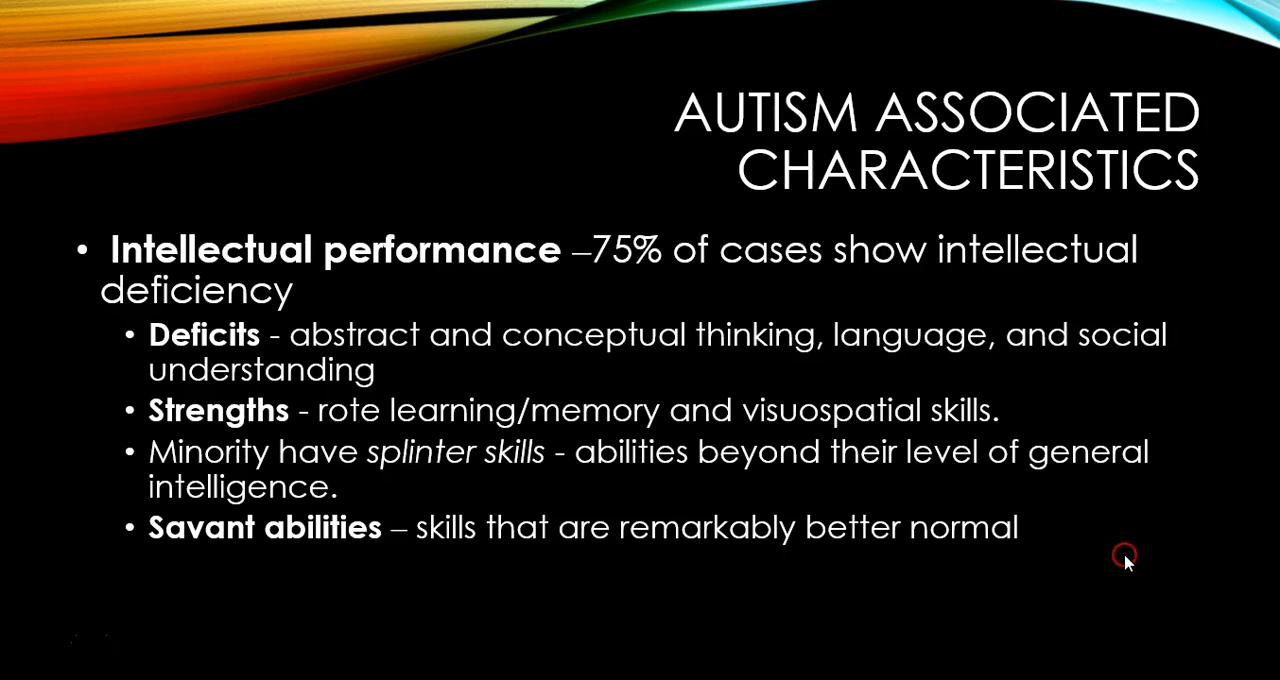 AUTISM ASSOCIATED
CHARACTERISTICS
• Intellectual performance –75% of cases show intellectual
deficiency
• Deficits - abstract and conceptual thinking, language, and social
understanding
• Strengths - rote learning/memory and visuospatial skills.
• Minority have splinter skills - abilities beyond their level of general
intelligence.
• Savant abilities – skills that are remarkably better normal